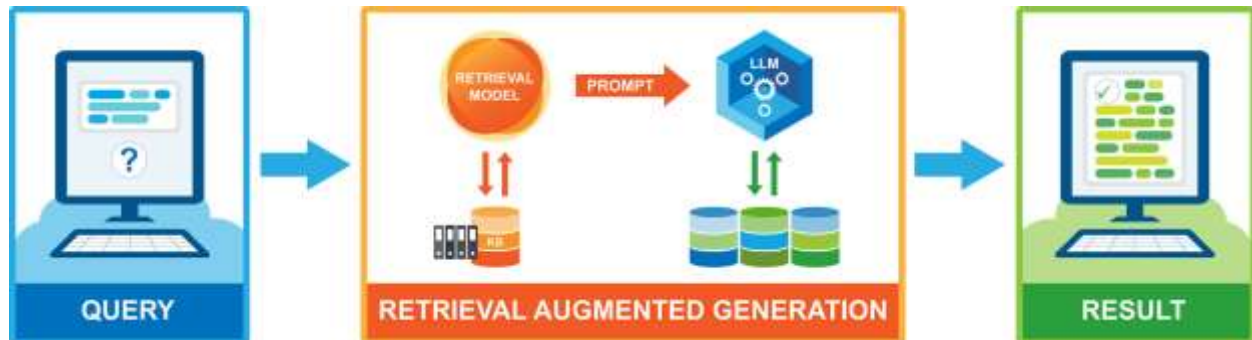 RETRIEVAL
MODEL
PROMPT
LLM
?
KB
QUERY
RETRIEVAL AUGMENTED GENERATION
RESULT